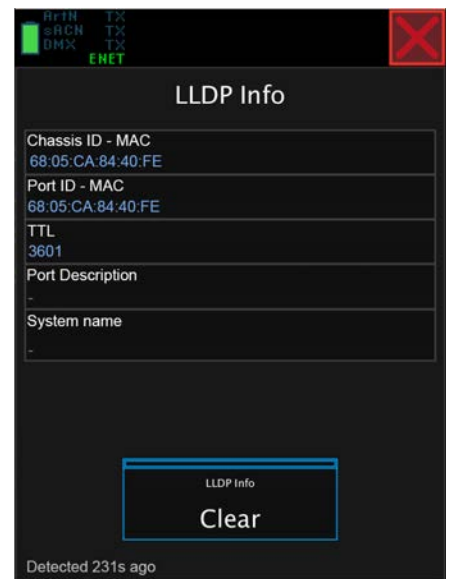 ArtN TX
sACN TX
DMX TX
ENET
LLDP Info
Chassis ID - MAC
68:05:CA:84:40:FE
Port ID - MAC
68:05:CA:84:40:FE
TTL
3601
Port Description
-
System name
-
LLDP Info
Clear
Detected 231s ago